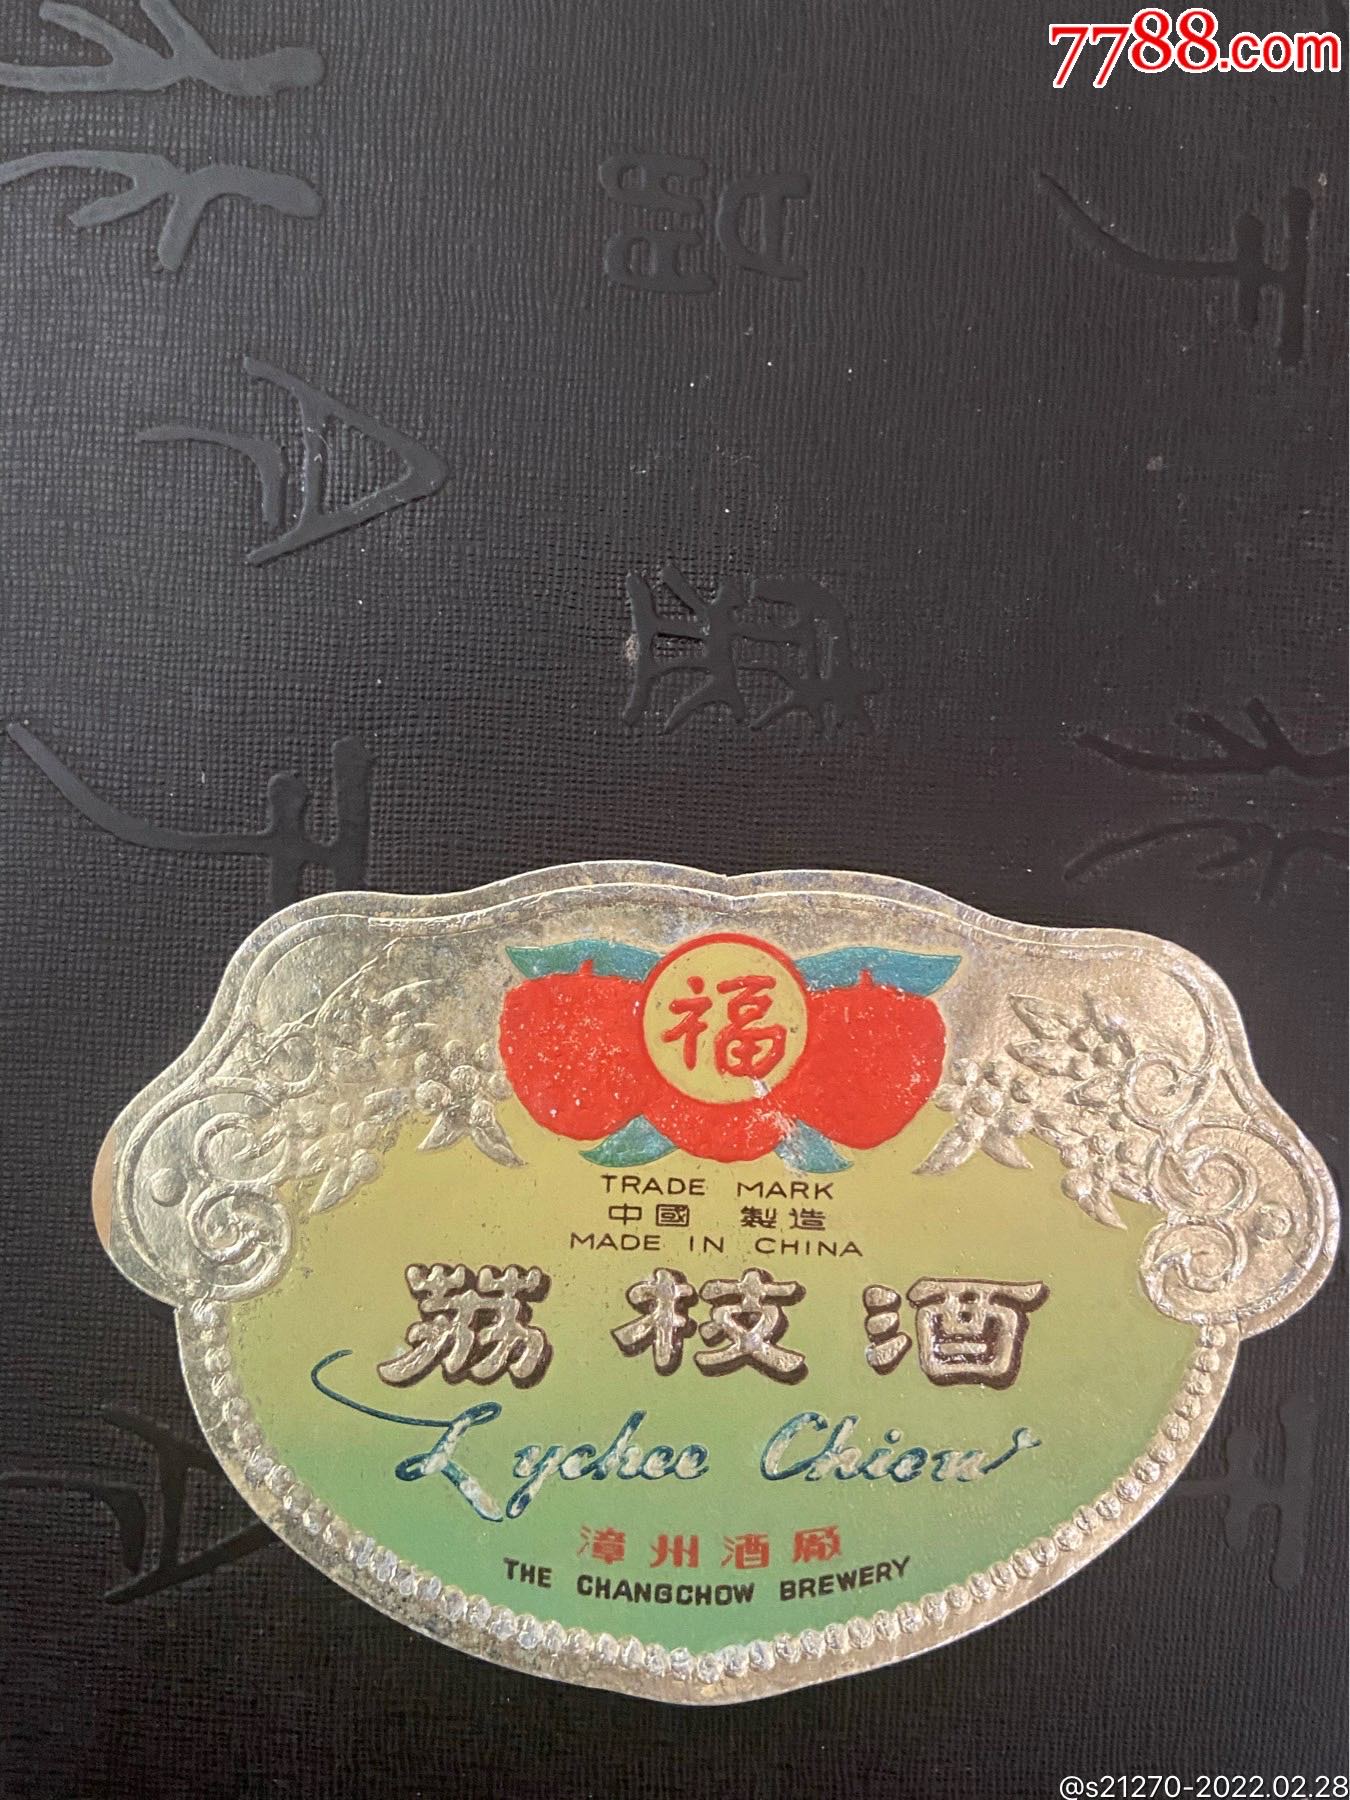 7788.com
福
TRADE MARK
中國 製造
MADE IN CHINA
荔枝酒
Lychee Chiew
漳州酒廠
THE CHANGCHOW BREWERY
@s21270-2022.02.28